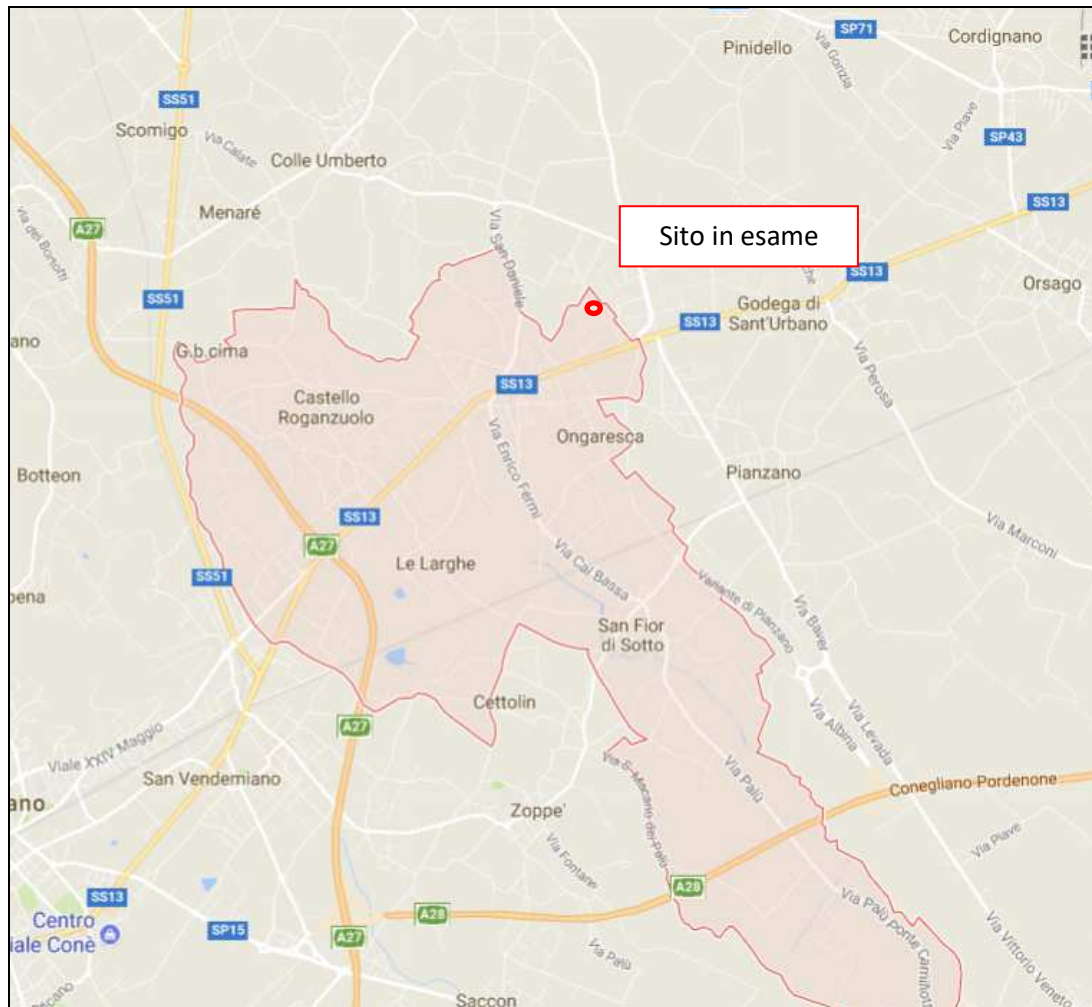 SP71
Cordignano
Pinidello
Via Gorizia
SS51
Scomigo
Via Calate
Via Piave
SP43
Colle Umberto
SS13
Menaré
Via San Daniele
Sito in esame
A27
via dei Bonotti
SS13
Orsago
SS51
Godega di
Sant'Urbano
SS13
ano
G.b.cima
SS13
Castello
Roganzuolo
Via Perosa
Ongaresca
Via Enrico Fermi
Botteon
Pianzano
SS13
Via Marconi
A27
Le Larghe
Via Cal Bassa
SS51
pena
Variante di Pianzano
Via Baver
San Fior
di Sotto
Cettolin
Via Levada
Via Albina
A27
Viale XXIV Maggio
San Vendemiano
Via Palù
Conegliano-Pordenone
ano
Zoppe'
Via Piave
Via Fontane
A28
SS13
A28
Via Palù ponte
Centro
iale Conè
SP15
A27
Via Palù
Via Vittorio Veneto
Saccon